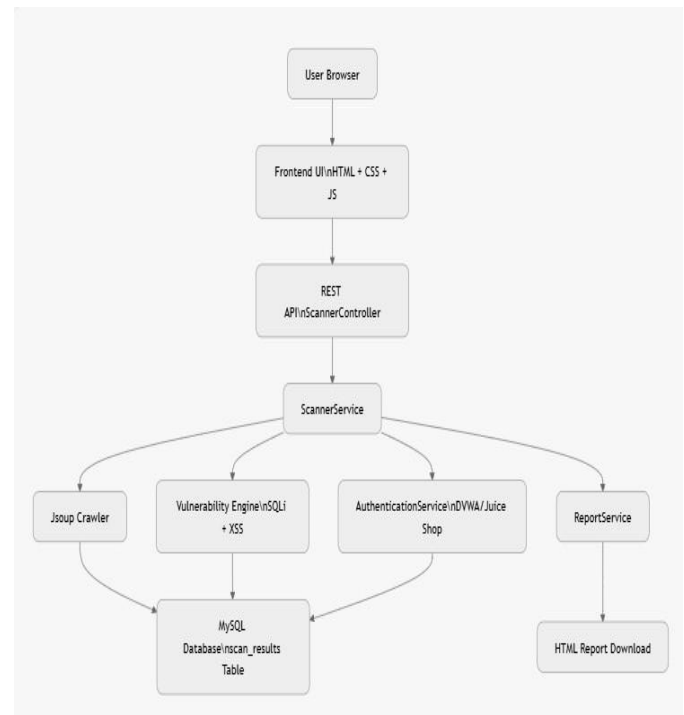 User Browser
Frontend UI\nHTML + CSS +
JS
REST
API\nScannerController
ScannerService
Jsoup Crawler
Vulnerability Engine\nSQLi
+ XSS
AuthenticationService\nDVWA/Juice
Shop
ReportService
MySQL
Database\nscan_results
Table
HTML Report Download